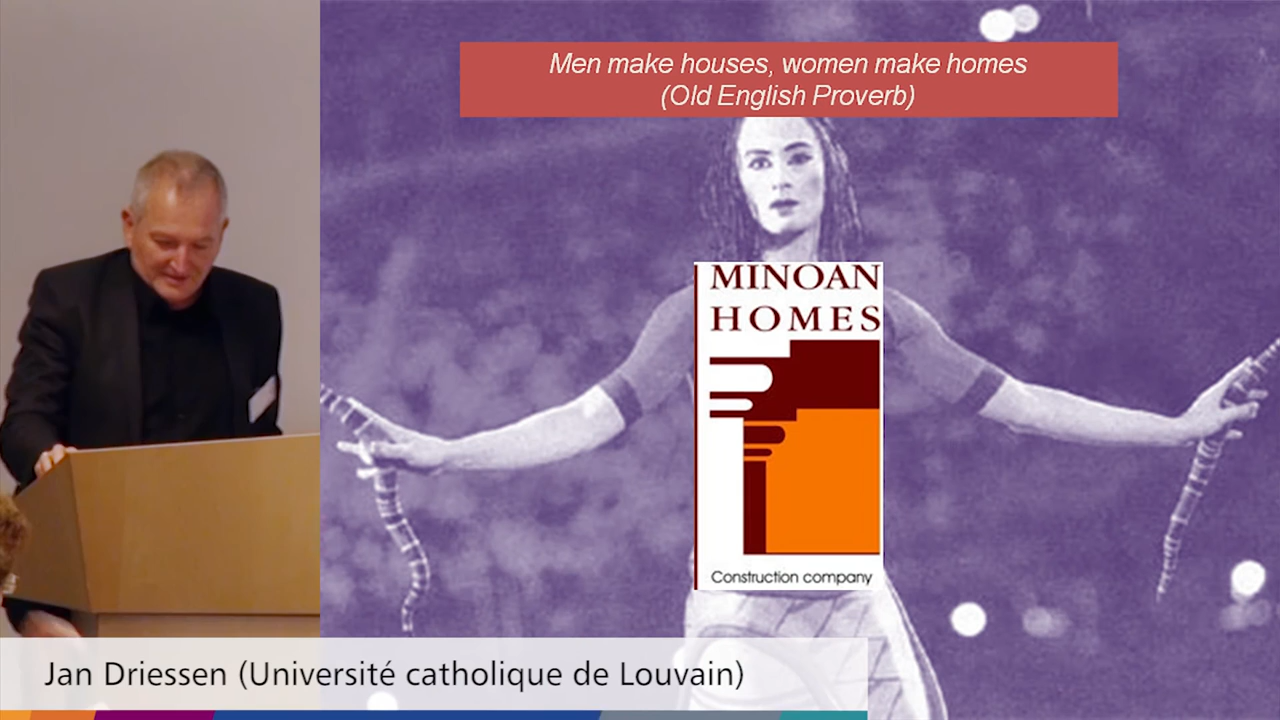 Men make houses, women make homes
(Old English Proverb)
MINOAN
HOMES
Construction company
Jan Driessen (Université catholique de Louvain)